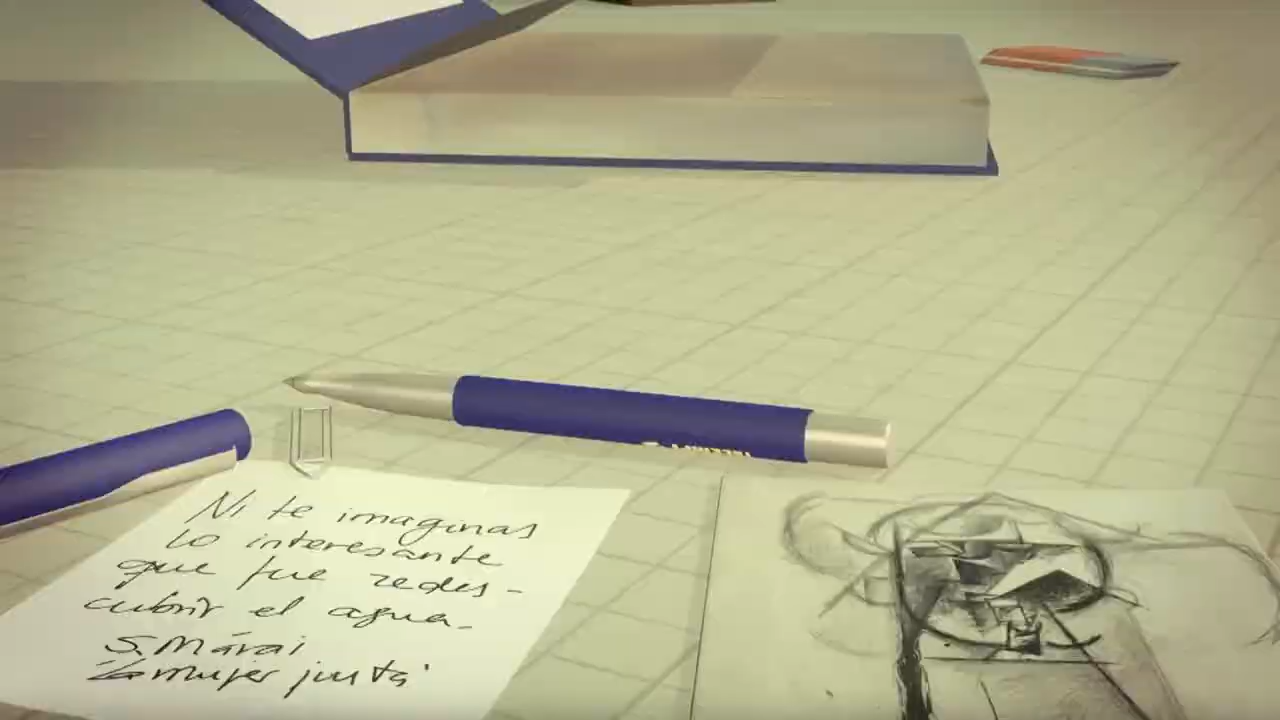 Ni te imaginas
lo interesante
que fue redes-
cubrir el agua.
S. Márai
"La mujer justa"